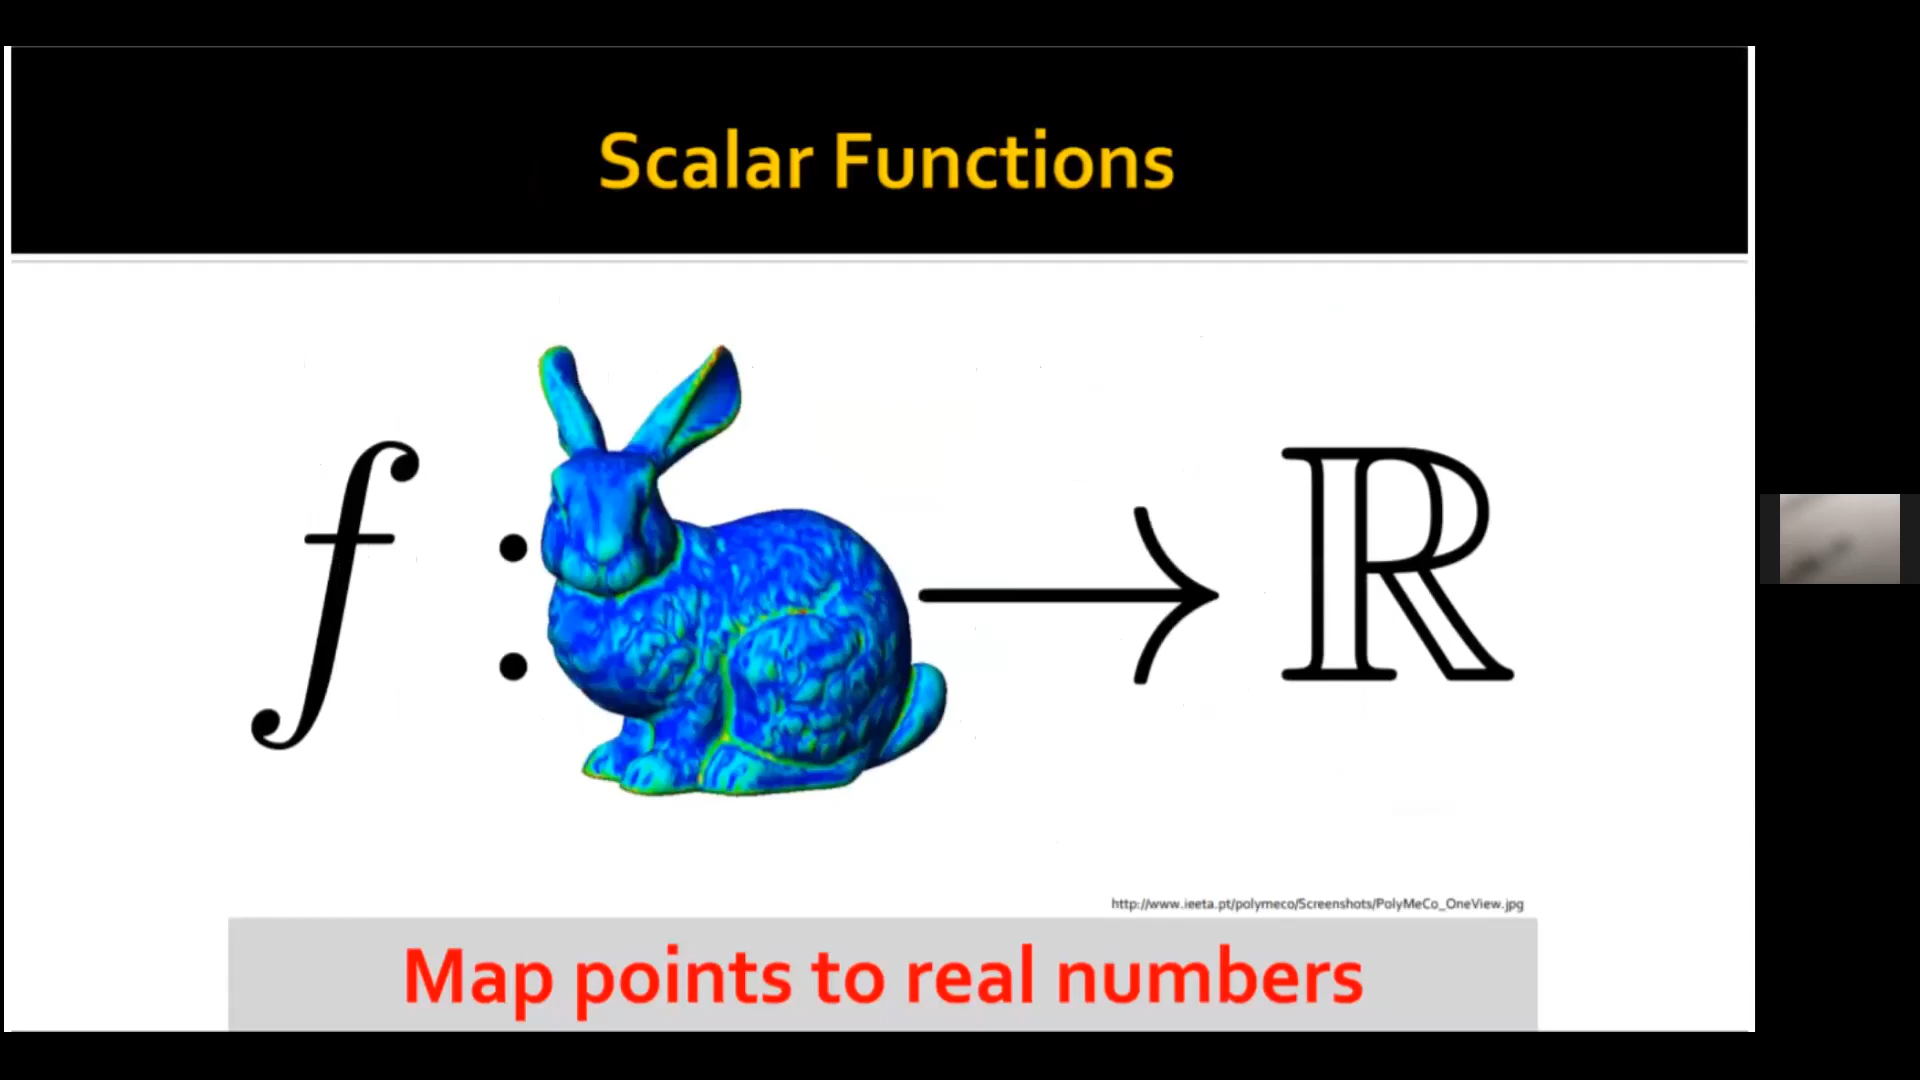 Scalar Functions
f : → ℝ
http://www.ieeta.pt/polymeco/Screenshots/PolyMeCo_OneView.jpg
Map points to real numbers